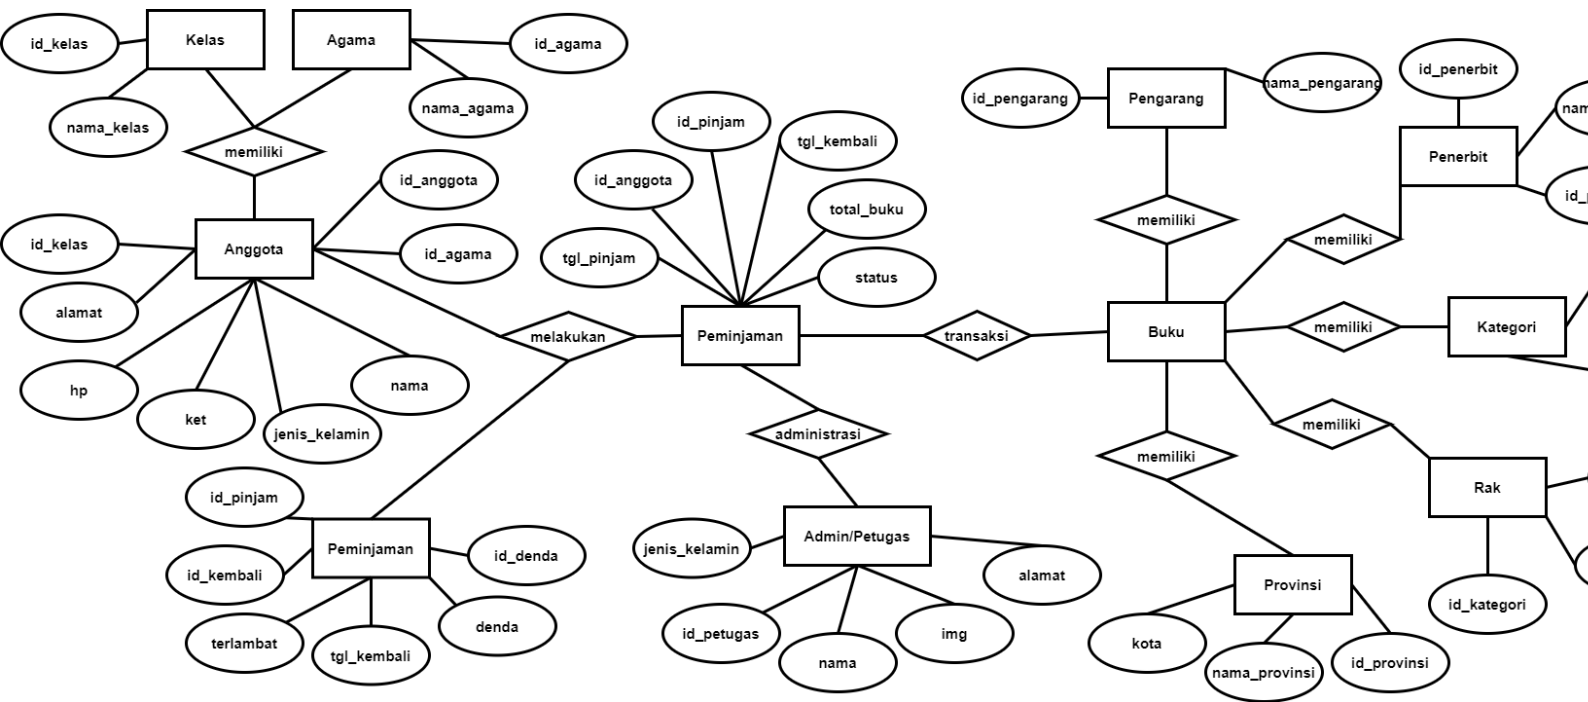 id_kelas
Kelas
Agama
id_agama
nama_kelas
nama_agama
memiliki
id_anggota
id_kelas
Anggota
id_agama
alamat
hp
ket
jenis_kelamin
nama
id_pinjam
tgl_kembali
id_anggota
total_buku
tgl_pinjam
status
melakukan
Peminjaman
transaksi
administrasi
id_pengarang
Pengarang
nama_pengarang
id_penerbit
nam
Penerbit
id_
memiliki
memiliki
Buku
memiliki
Kategori
memiliki
memiliki
Rak
id_kategori
id_pinjam
Peminjaman
id_denda
id_kembali
terlambat
tgl_kembali
denda
jenis_kelamin
Admin/Petugas
alamat
id_petugas
nama
img
Provinsi
kota
nama_provinsi
id_provinsi